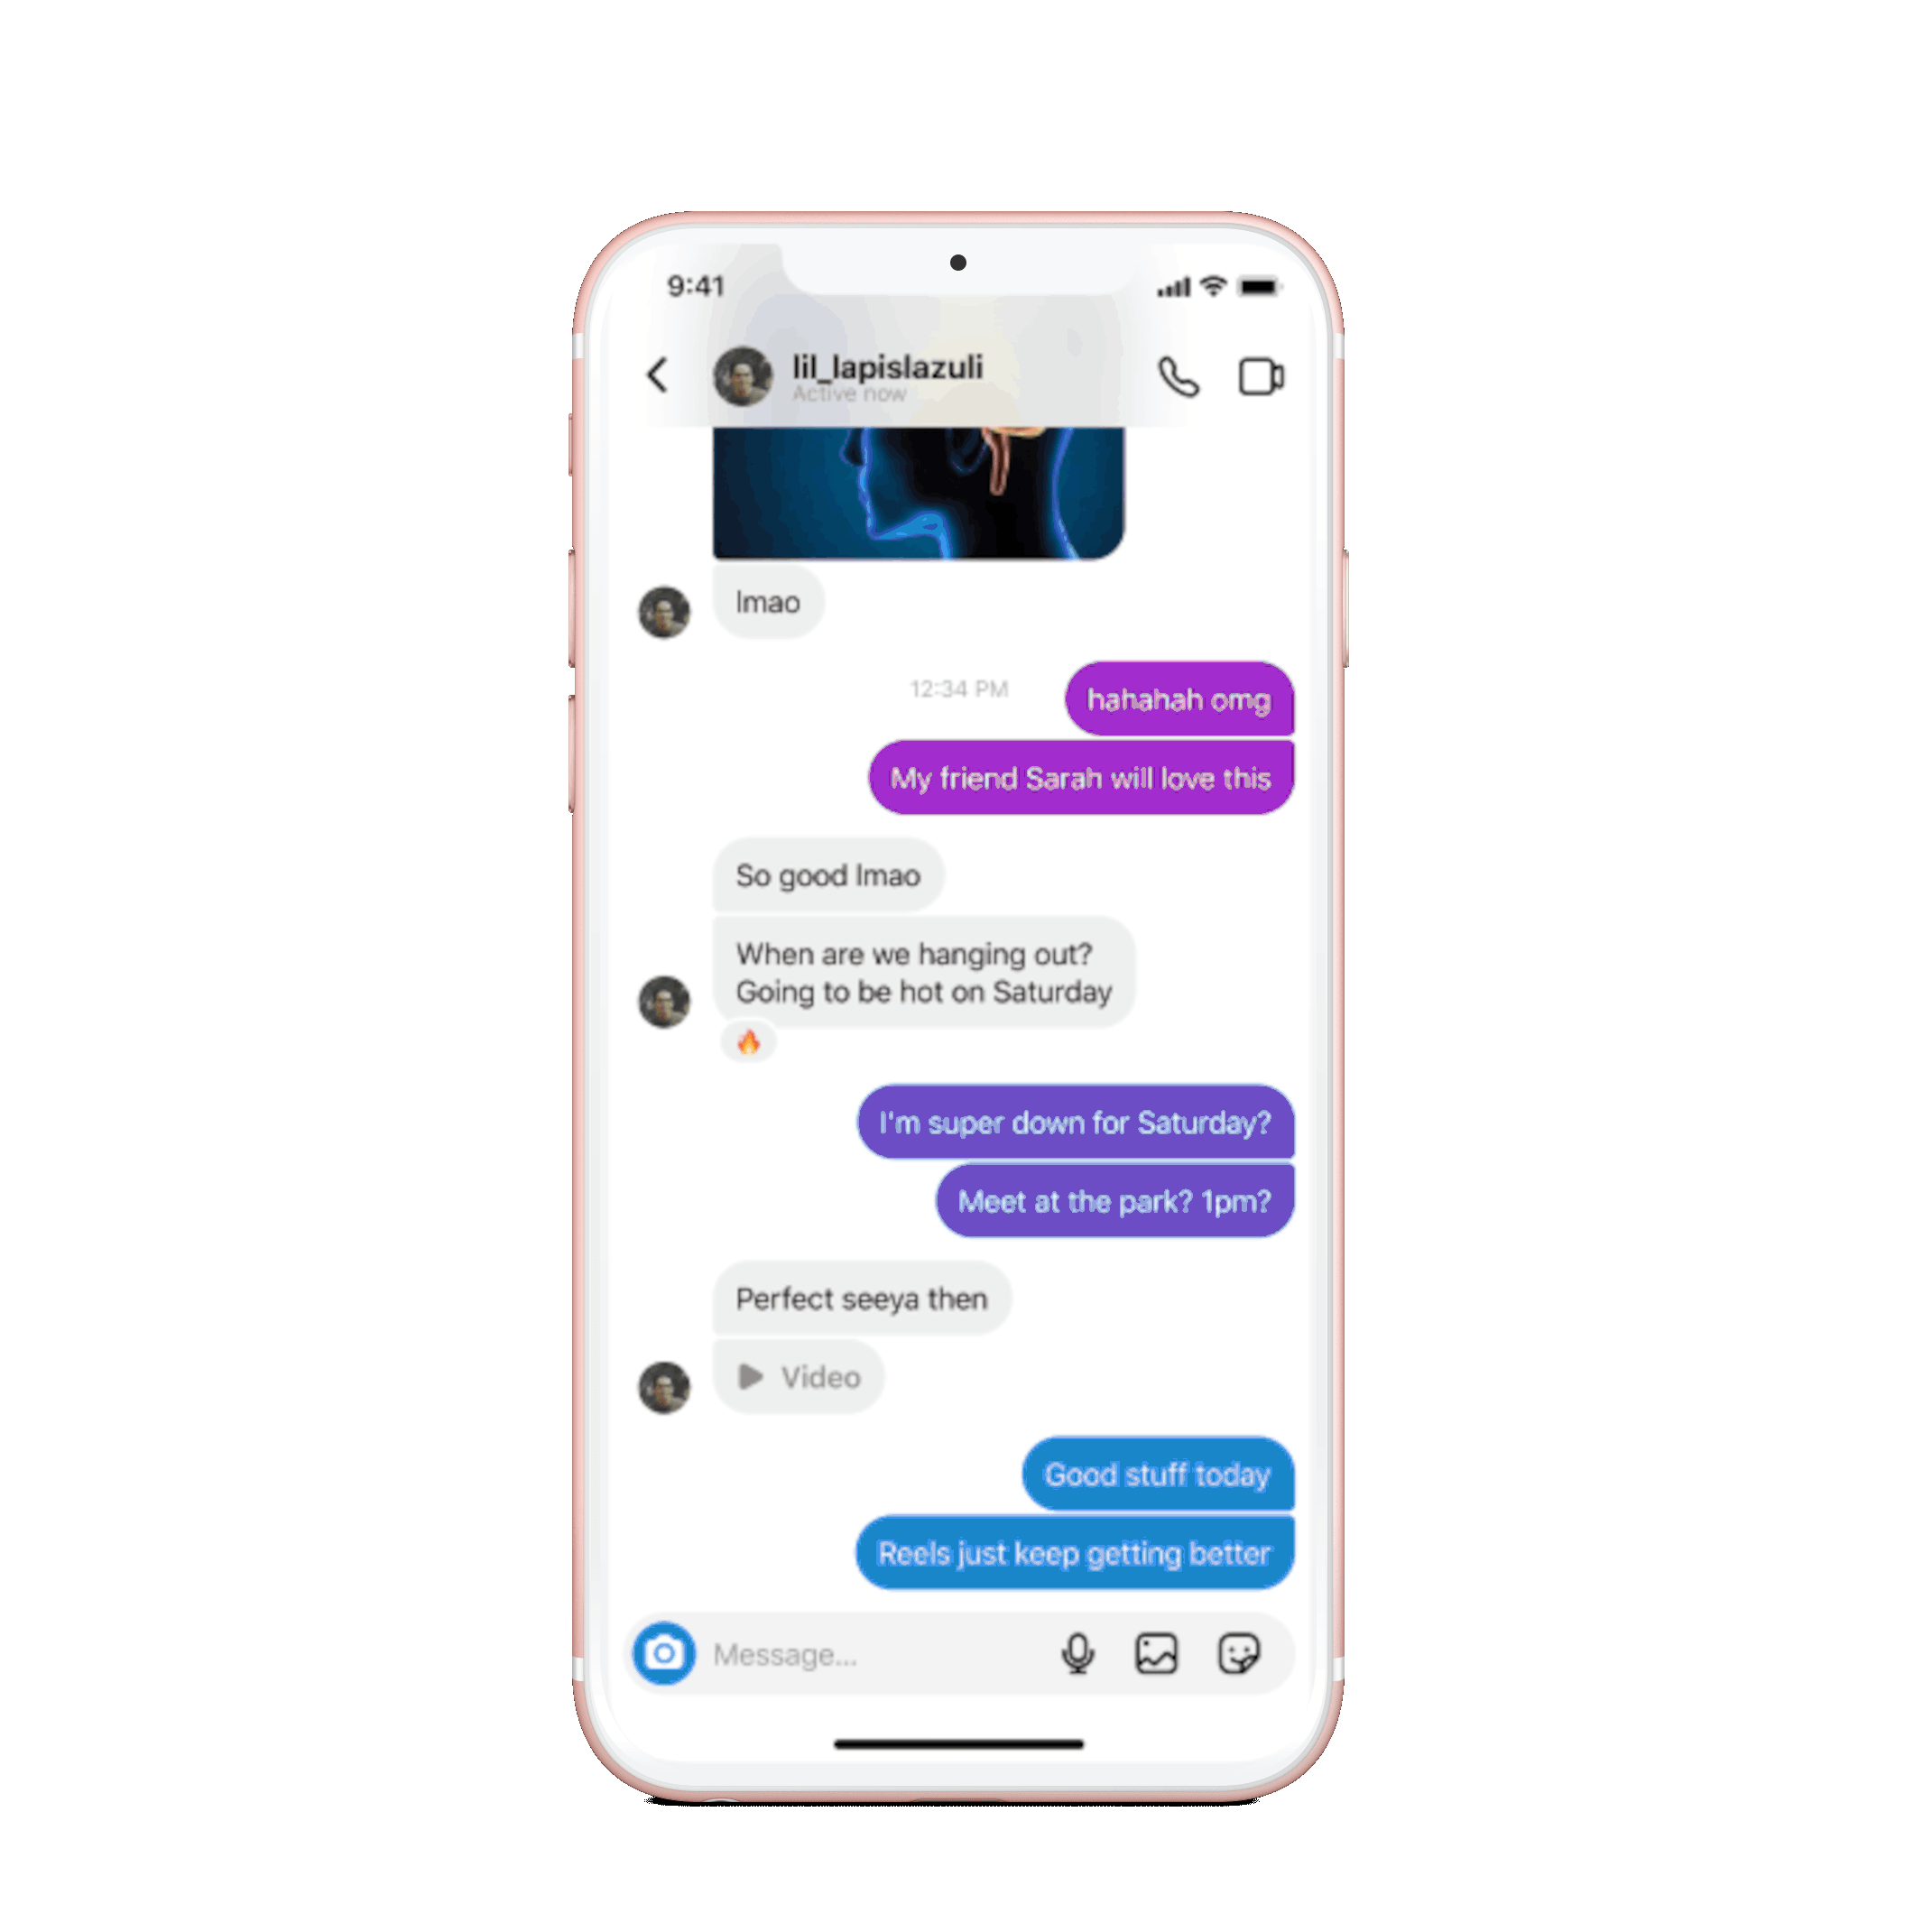 9:41
lil_lapislazuli
Active now
lmao
12:34 PM
hahahah omg
My friend Sarah will love this
So good lmao
When are we hanging out?
Going to be hot on Saturday
I'm super down for Saturday?
Meet at the park? 1pm?
Perfect seeya then
Video
Good stuff today
Reels just keep getting better
Message...